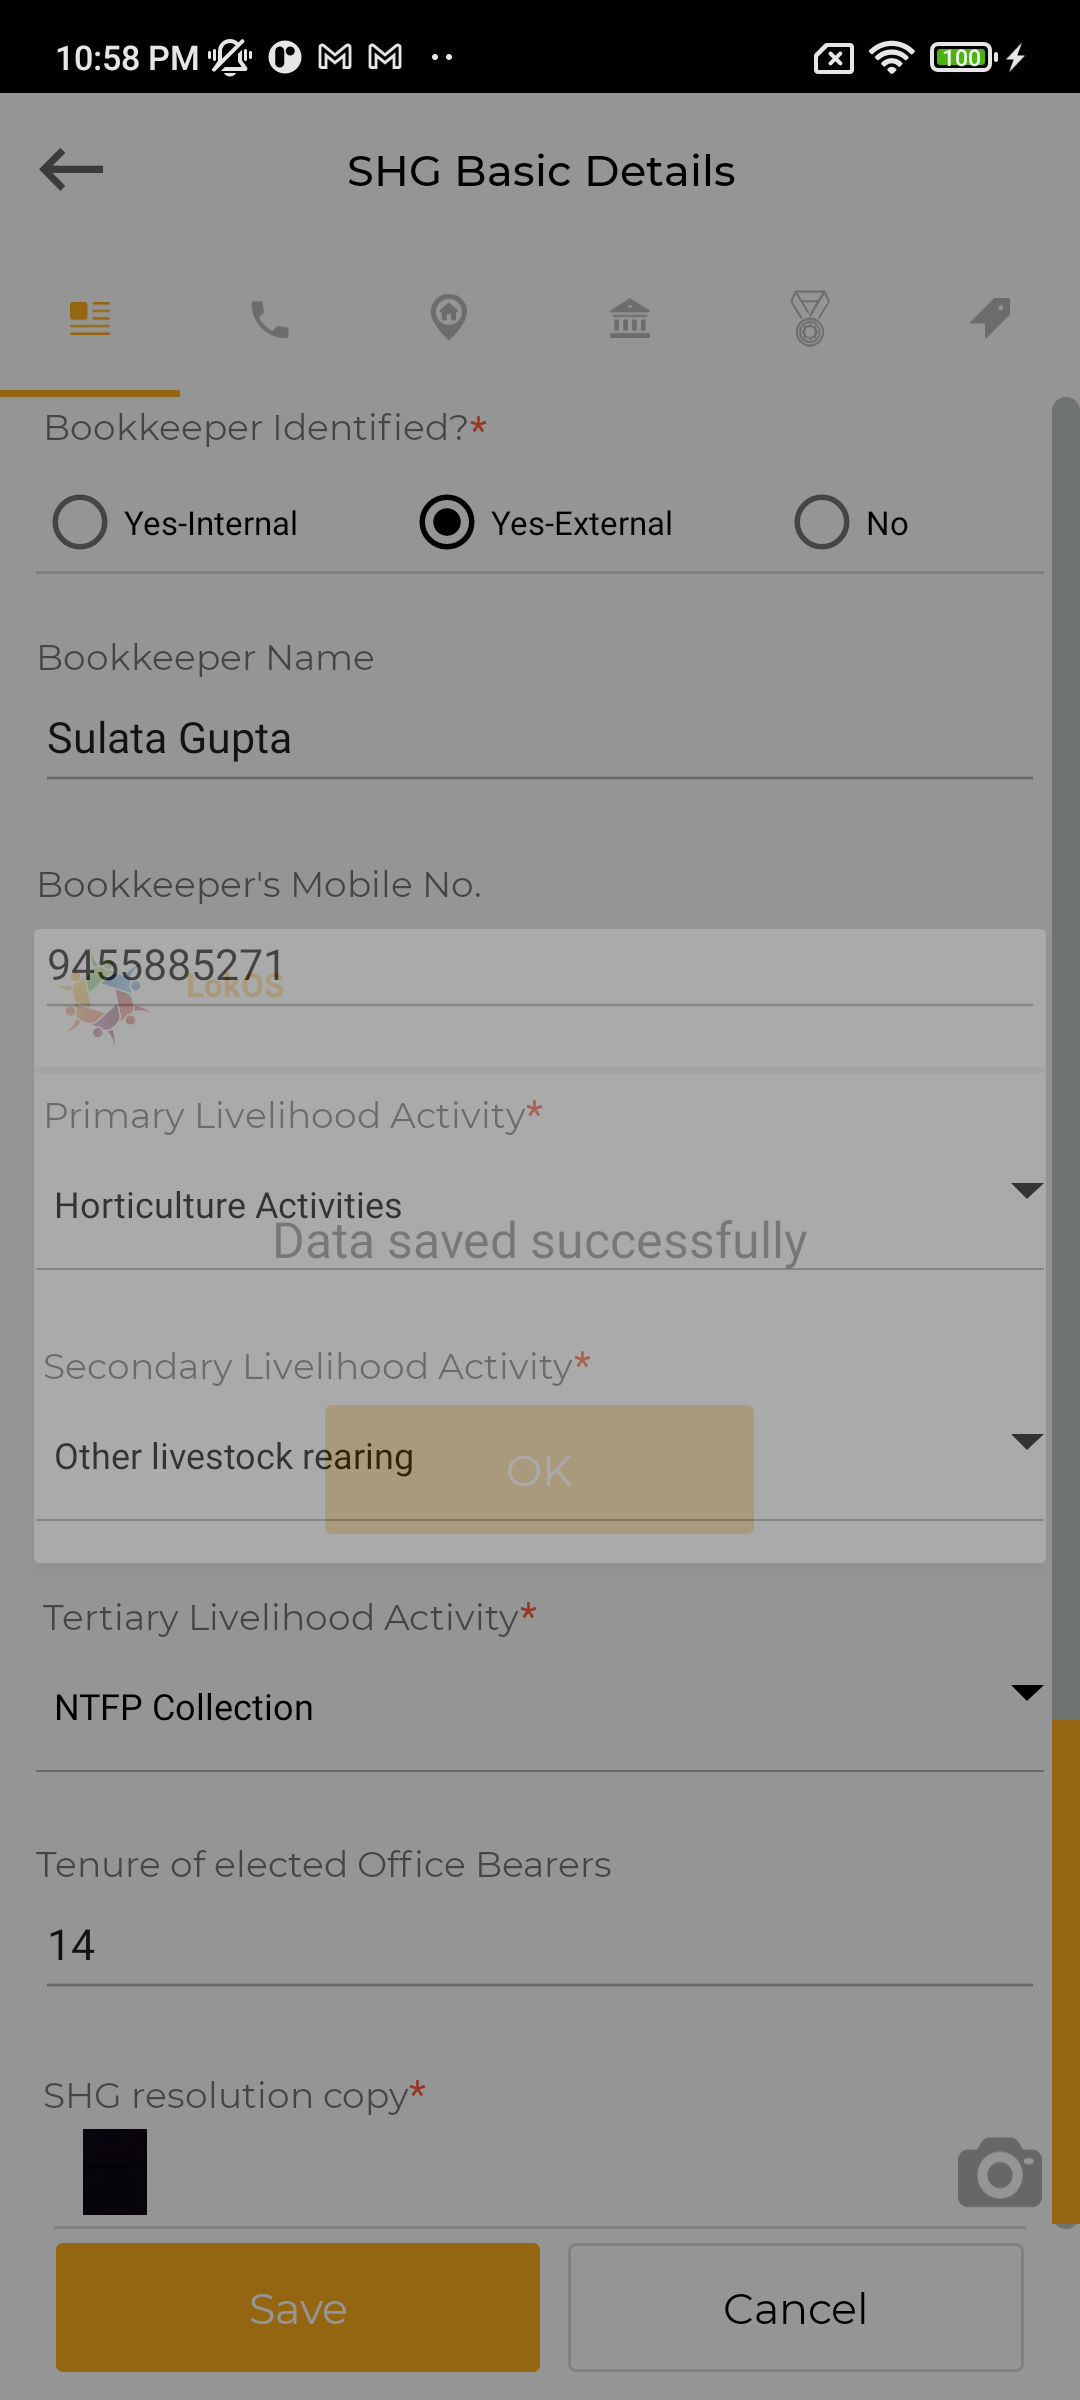 10:58 PM
100
SHG Basic Details
Bookkeeper Identified?*
Yes-Internal
Yes-External
No
Bookkeeper Name
Sulata Gupta
Bookkeeper's Mobile No.
9455885271
LokOS
Primary Livelihood Activity*
Horticulture Activities
Data saved successfully
Secondary Livelihood Activity*
Other livestock rearing
OK
Tertiary Livelihood Activity*
NTFP Collection
Tenure of elected Office Bearers
14
SHG resolution copy*
Save
Cancel